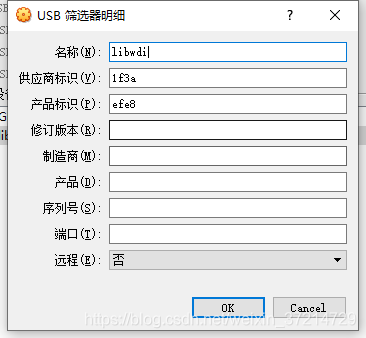 USB 筛选器明细
? ×
名称(N): libwdi
供应商标识(V): 1f3a
产品标识(P): efe8
修订版本(R):
制造商(M):
产品(D):
序列号(S):
端口(T):
远程(E): 否
OK Cancel
https://blog.csdn.net/weixin_37214729